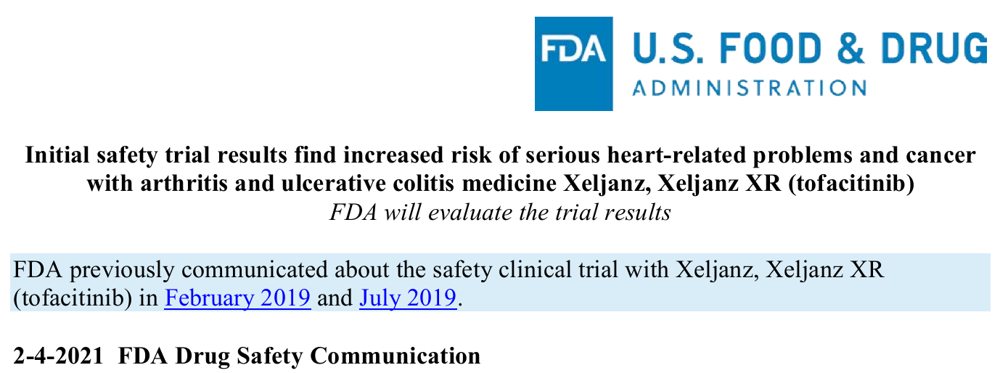 FDA U.S. FOOD & DRUG
ADMINISTRATION
Initial safety trial results find increased risk of serious heart-related problems and cancer
with arthritis and ulcerative colitis medicine Xeljanz, Xeljanz XR (tofacitinib)
FDA will evaluate the trial results
FDA previously communicated about the safety clinical trial with Xeljanz, Xeljanz XR
(tofacitinib) in February 2019 and July 2019.
2-4-2021 FDA Drug Safety Communication